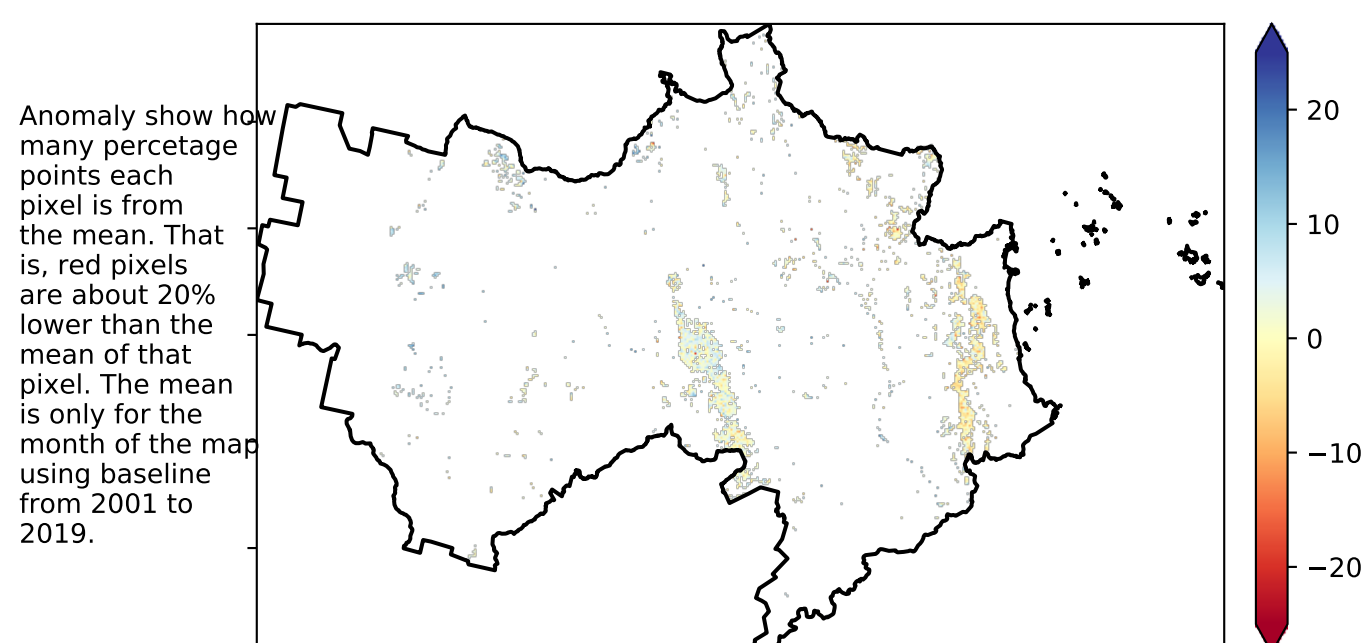 Anomaly show how
many percetage
points each
pixel is from
the mean. That
is, red pixels
are about 20%
lower than the
mean of that
pixel. The mean
is only for the
month of the map
using baseline
from 2001 to
2019.
20
10
0
−10
−20